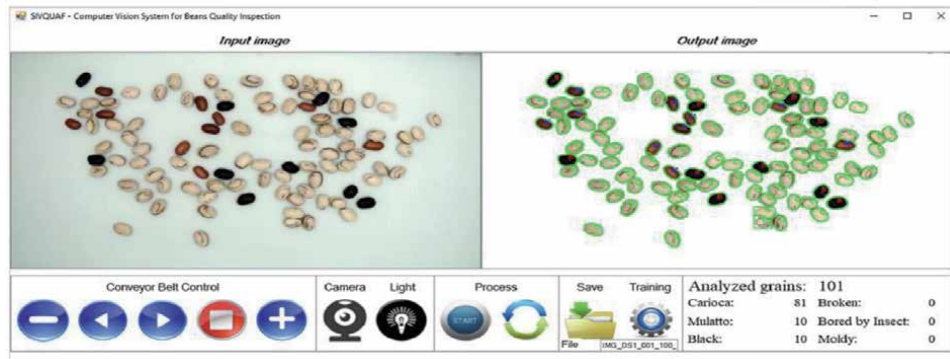 SIVQUAF - Computer Vision System for Beans Quality Inspection
Input image
Output image
Conveyor Belt Control
Camera Light
Process
Save Training
START
File
IMG_DS1_001_100_
Analyzed grains: 101
Carioca: 81 Broken: 0
Mulatto: 10 Bored by Insect: 0
Black: 10 Moldy: 0